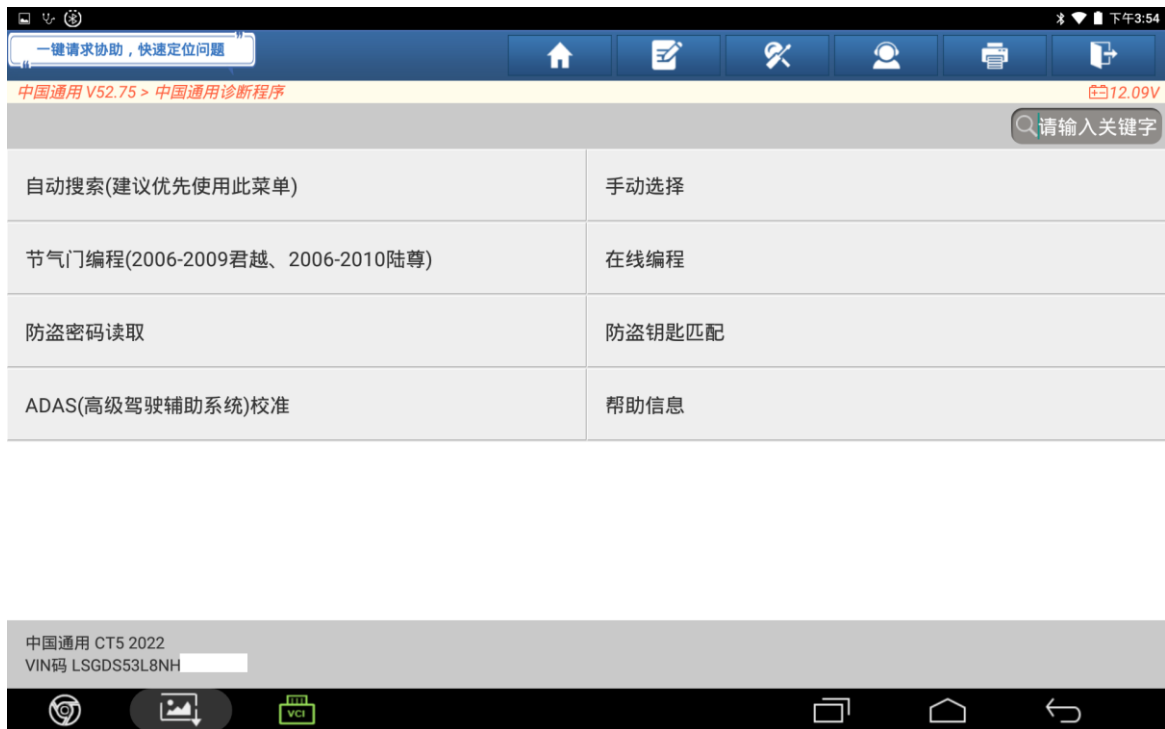 下午3:54
一键请求协助，快速定位问题
中国通用 V52.75 > 中国通用诊断程序
12.09V
请输入关键字
自动搜索(建议优先使用此菜单)
手动选择
节气门编程(2006-2009君越、2006-2010陆尊)
在线编程
防盗密码读取
防盗钥匙匹配
ADAS(高级驾驶辅助系统)校准
帮助信息
中国通用 CT5 2022
VIN码 LSGDS53L8NH
VCI